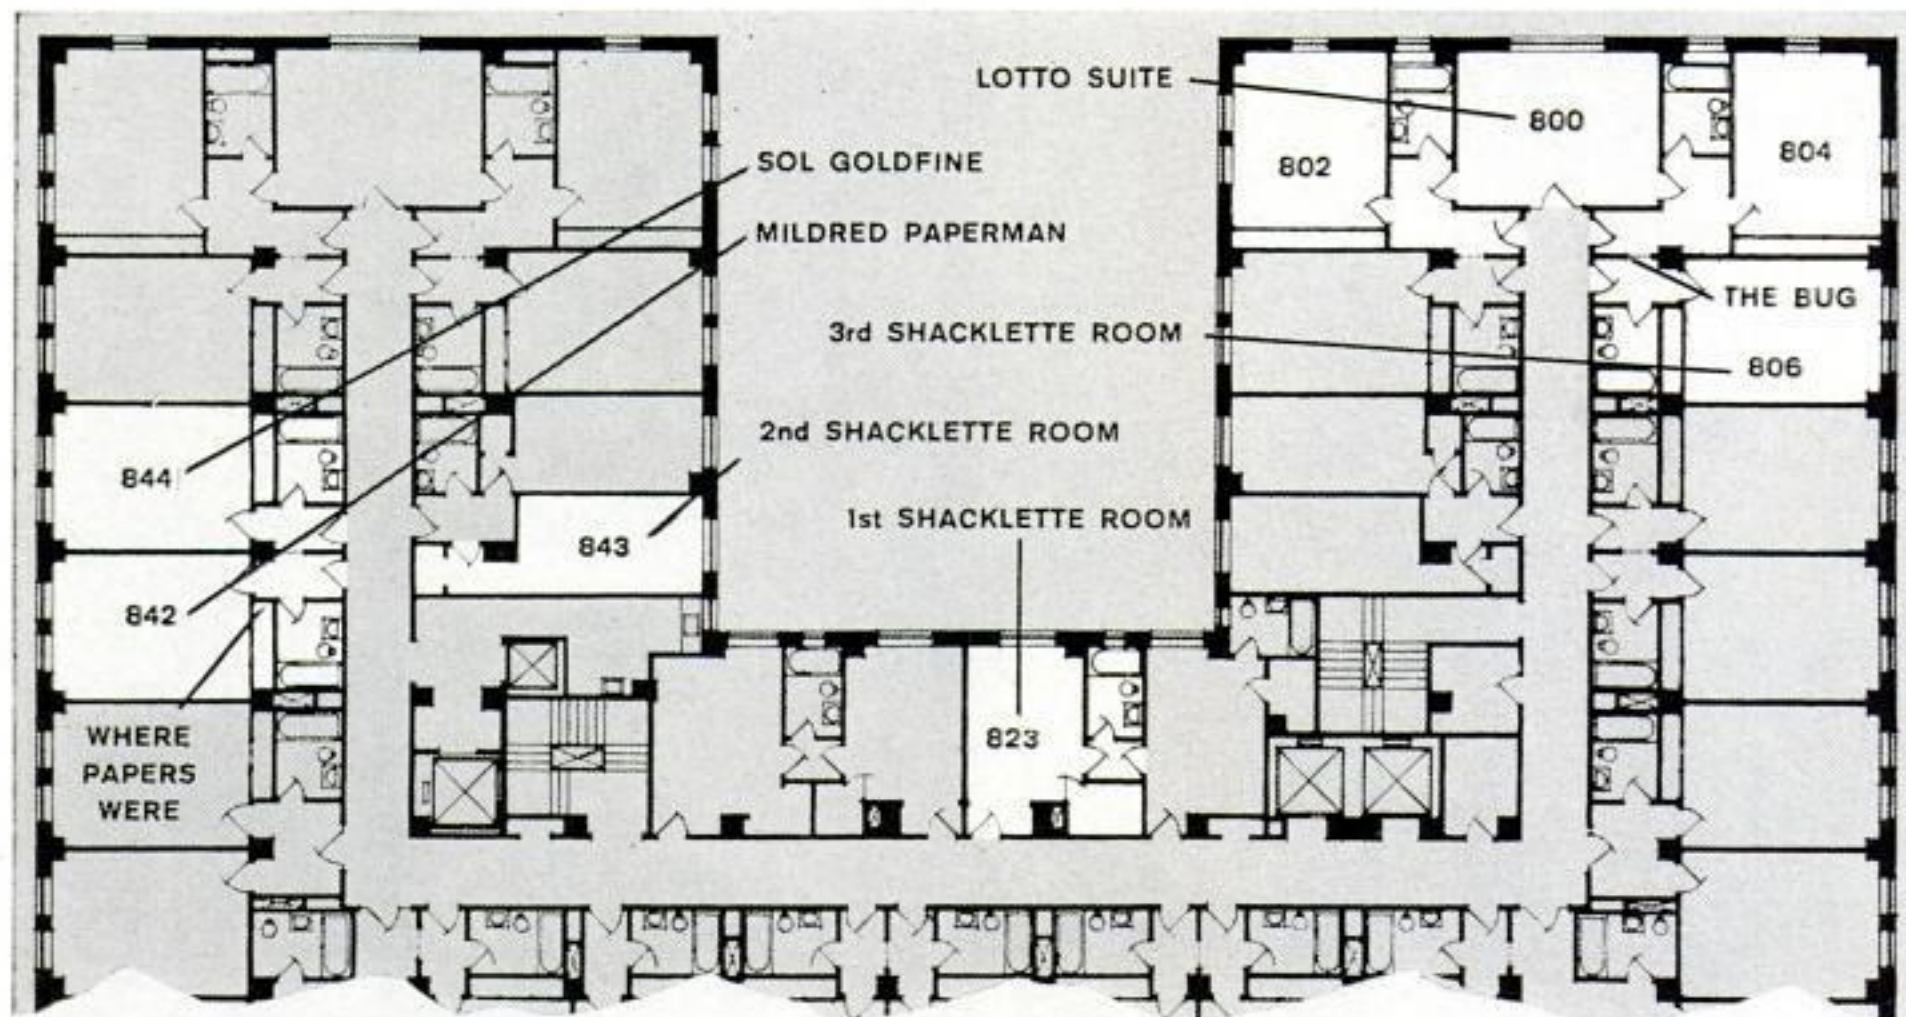 LOTTO SUITE
800
802
804
SOL GOLDFINE
MILDRED PAPERMAN
THE BUG
3rd SHACKLETTE ROOM
806
2nd SHACKLETTE ROOM
844
1st SHACKLETTE ROOM
843
842
WHERE
PAPERS
WERE
823